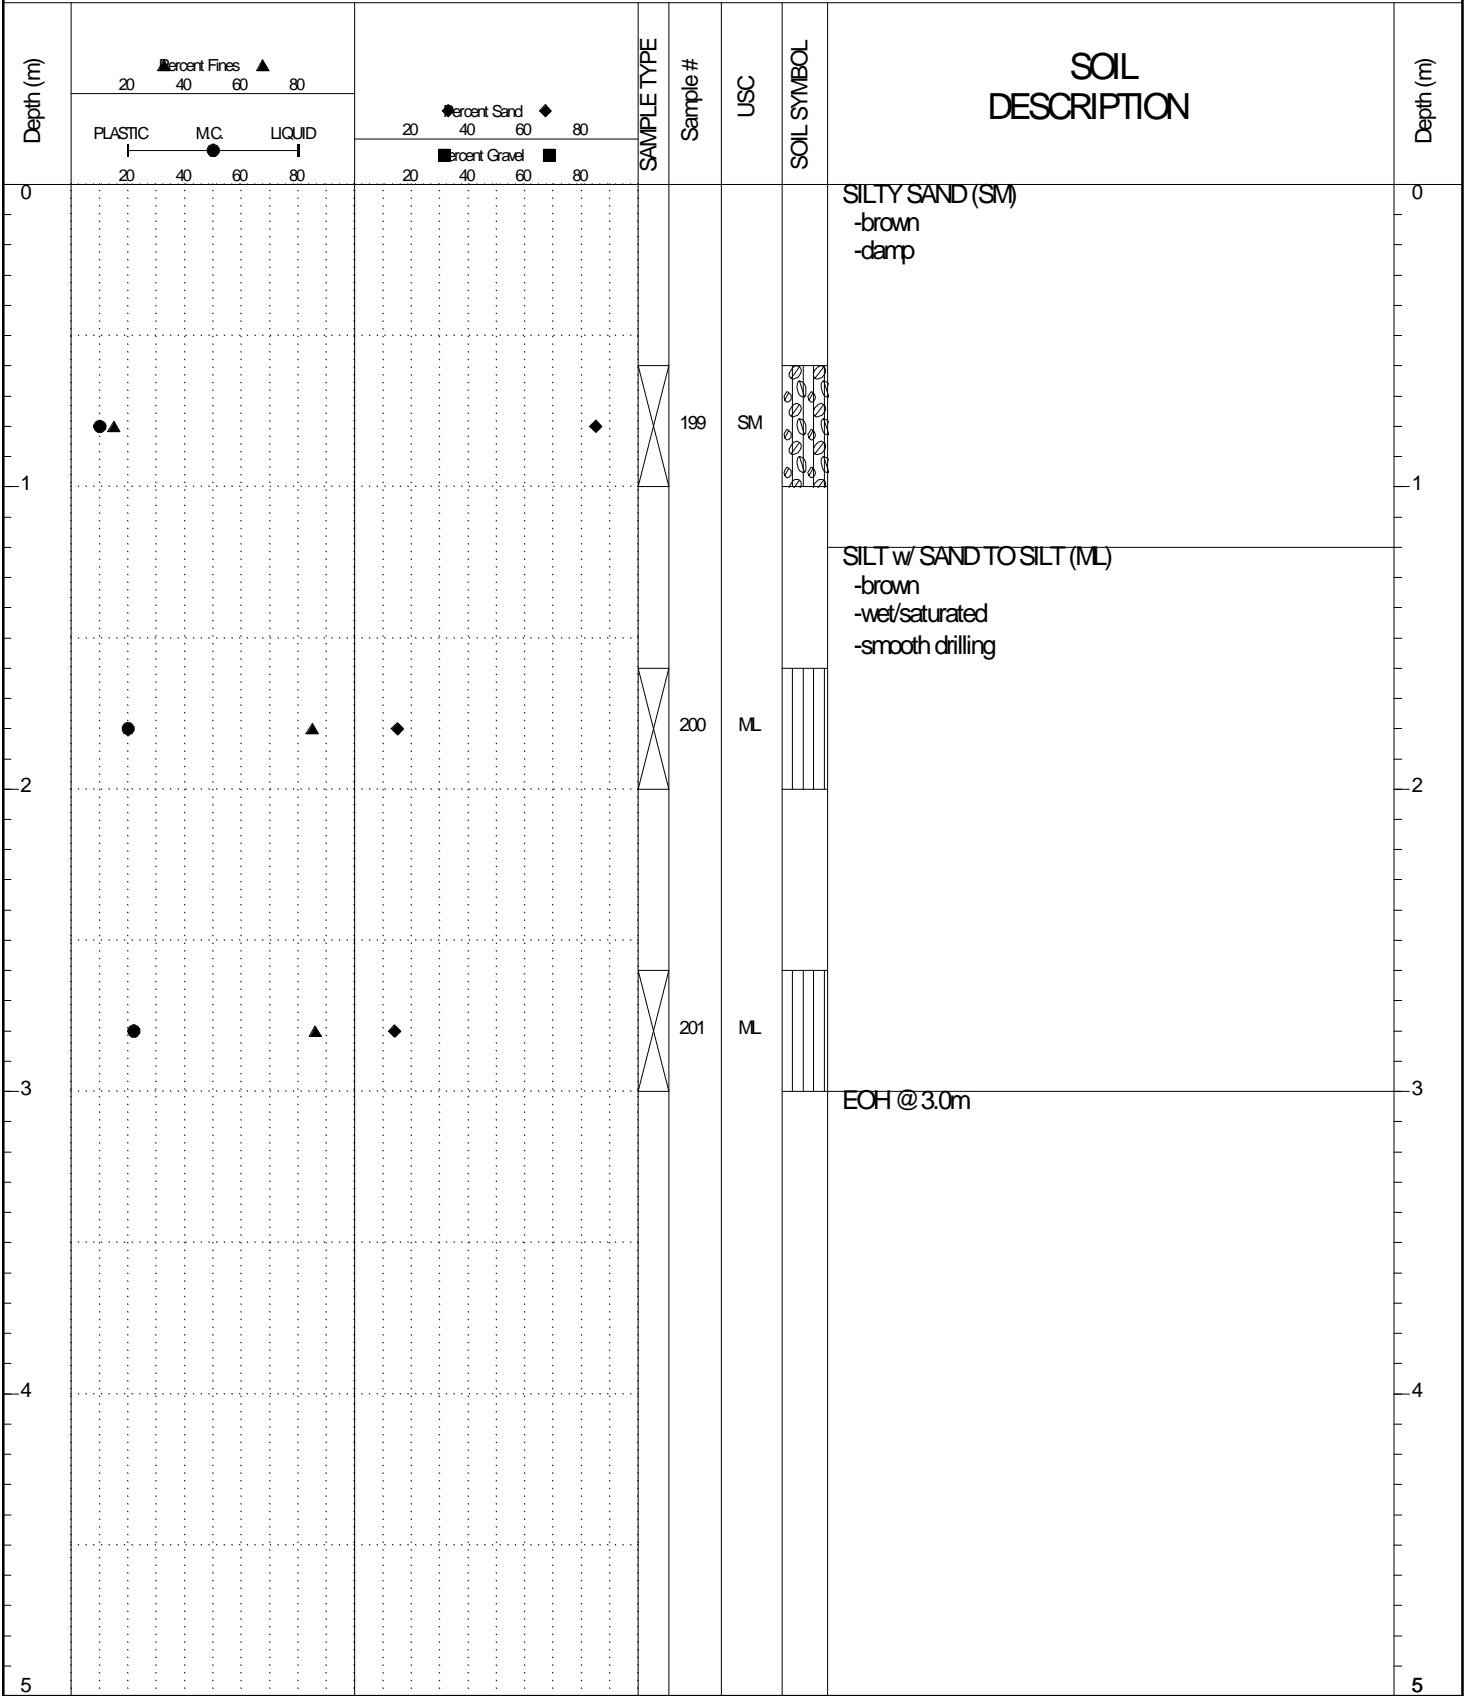 Depth (m)
Percent Fines
20 40 60 80
PLASTIC M.C. LIQUID
20 40 60 80
Percent Sand
20 40 60 80
Percent Gravel
20 40 60 80
SAMPLE TYPE
Sample #
USC
SOIL SYMBOL
SOIL
DESCRIPTION
Depth (m)
0 SILTY SAND (SM) 0
-brown
-damp
199 SM
1 1
SILT w/ SAND TO SILT (ML)
-brown
-wet/saturated
-smooth drilling
200 ML
2 2
201 ML
3 3
EOH @ 3.0m
4 4
5 5